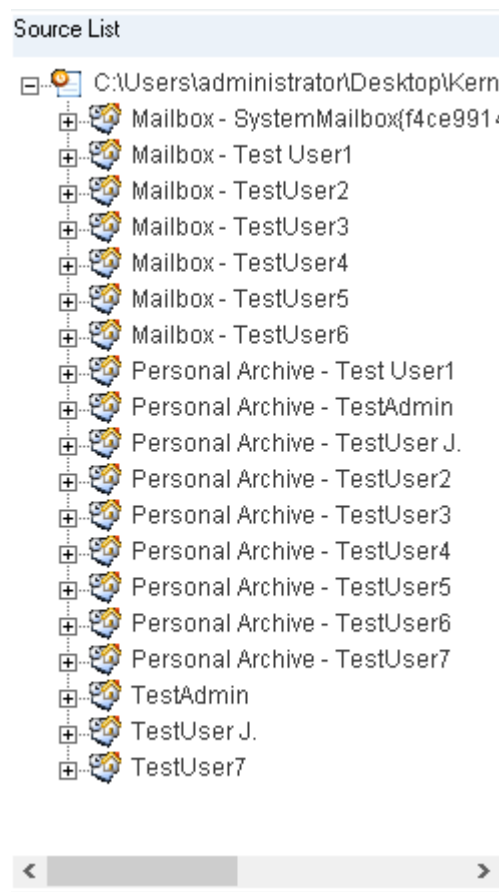 Source List
C:\Users\administrator\Desktop\Kern
Mailbox - SystemMailbox{f4ce9914
Mailbox - Test User1
Mailbox - TestUser2
Mailbox - TestUser3
Mailbox - TestUser4
Mailbox - TestUser5
Mailbox - TestUser6
Personal Archive - Test User1
Personal Archive - TestAdmin
Personal Archive - TestUser J.
Personal Archive - TestUser2
Personal Archive - TestUser3
Personal Archive - TestUser4
Personal Archive - TestUser5
Personal Archive - TestUser6
Personal Archive - TestUser7
TestAdmin
TestUser J.
TestUser7